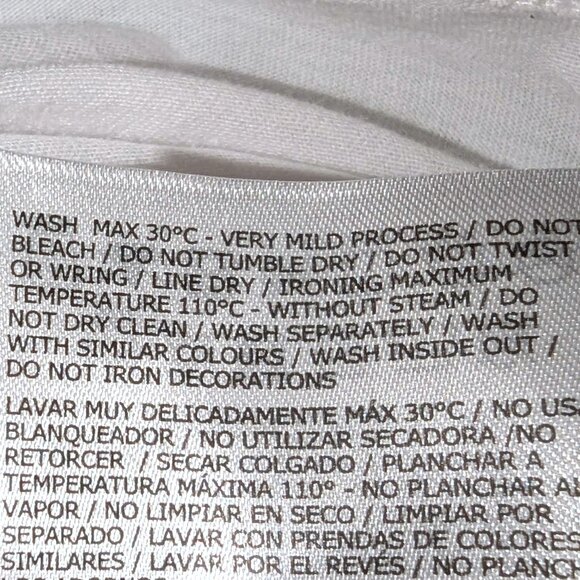 WASH MAX 30°C - VERY MILD PROCESS / DO NOT
BLEACH / DO NOT TUMBLE DRY / DO NOT TWIST
OR WRING / LINE DRY / IRONING MAXIMUM
TEMPERATURE 110°C - WITHOUT STEAM / DO
NOT DRY CLEAN / WASH SEPARATELY / WASH
WITH SIMILAR COLOURS / WASH INSIDE OUT /
DO NOT IRON DECORATIONS
LAVAR MUY DELICADAMENTE MÁX 30°C / NO US
BLANQUEADOR / NO UTILIZAR SECADORA /NO
RETORCER / SECAR COLGADO / PLANCHAR A
TEMPERATURA MÁXIMA 110° - NO PLANCHAR AL
VAPOR / NO LIMPIAR EN SECO / LIMPIAR POR
SEPARADO / LAVAR CON PRENDAS DE COLORES
SIMILARES / LAVAR POR EL REVÉS / NO PLANCH